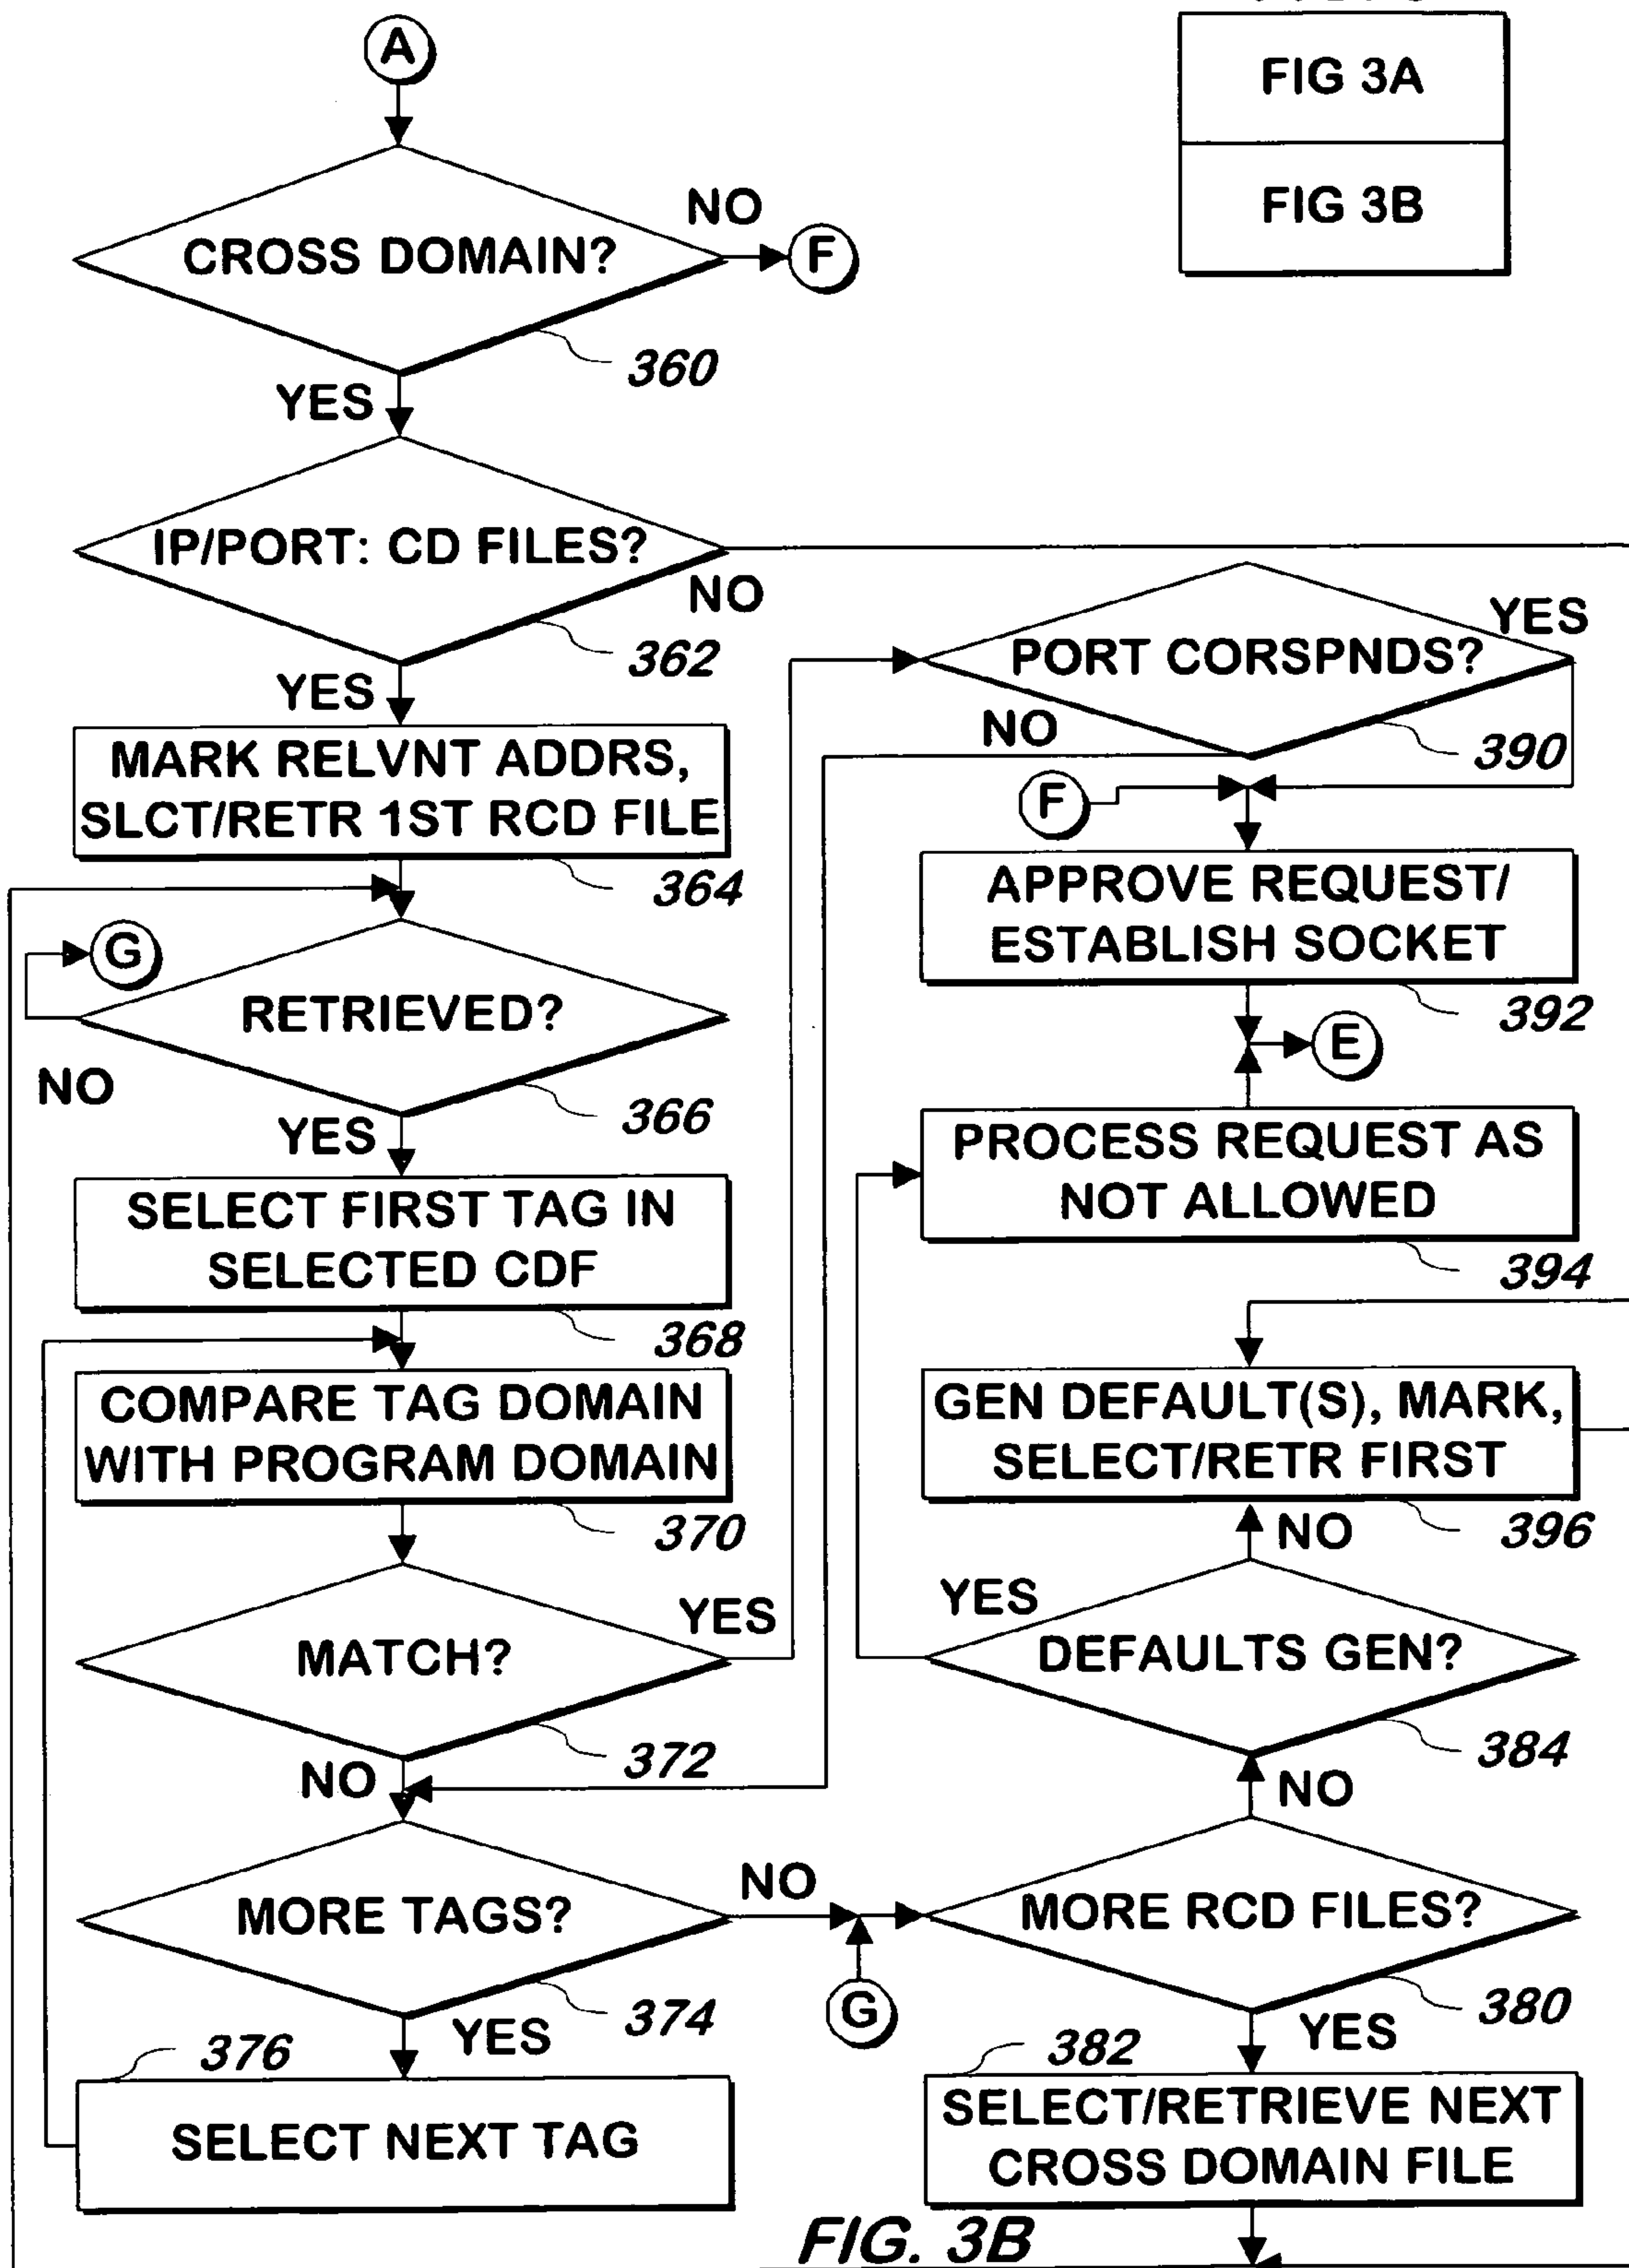 A
FIG 3A
FIG 3B
CROSS DOMAIN?
NO
F
360
YES
IP/PORT: CD FILES?
NO
362
YES
MARK RELVNT ADDRS,
SLCT/RETR 1ST RCD FILE
364
G
RETRIEVED?
NO
366
YES
SELECT FIRST TAG IN
SELECTED CDF
368
COMPARE TAG DOMAIN
WITH PROGRAM DOMAIN
370
MATCH?
YES
372
NO
MORE TAGS?
NO
374
YES
376
SELECT NEXT TAG
PORT CORSPNDS?
YES
NO
390
F
APPROVE REQUEST/
ESTABLISH SOCKET
392
E
PROCESS REQUEST AS
NOT ALLOWED
394
GEN DEFAULT(S), MARK,
SELECT/RETR FIRST
396
NO
YES
DEFAULTS GEN?
384
NO
MORE RCD FILES?
G
380
YES
382
SELECT/RETRIEVE NEXT
CROSS DOMAIN FILE
FIG. 3B